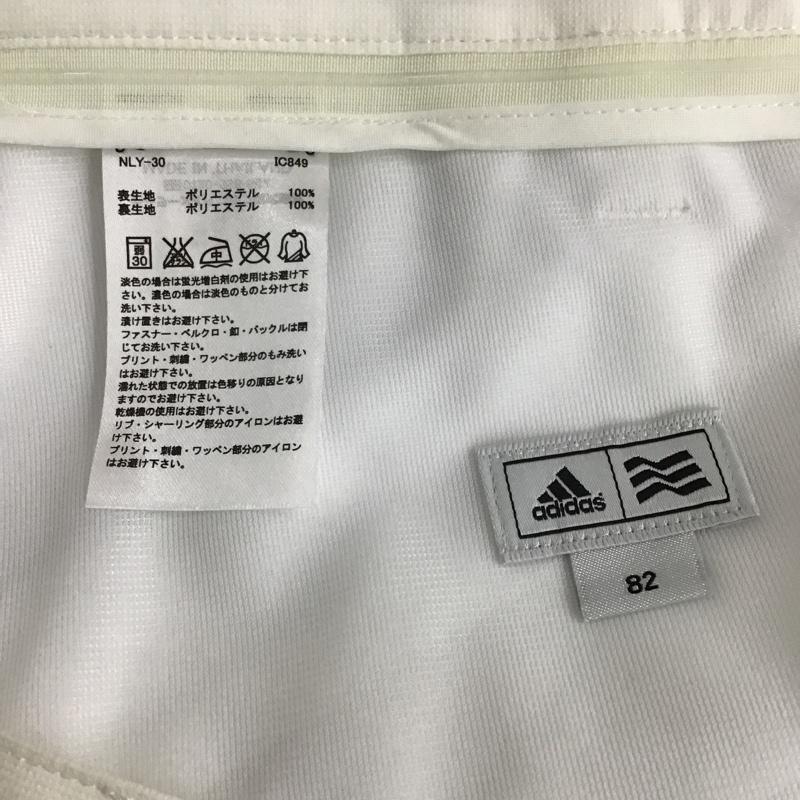 NLY-30 IC849
MADE IN THAILAND
表生地 ポリエステル 100%
裏生地 ポリエステル 100%
弱
30
中
淡色の場合は蛍光増白剤の使用はお避け下
さい。濃色の場合は淡色のものと分けてお
洗い下さい。
漬け置きはお避け下さい。
ファスナー・ベルクロ・釦・バックルは閉
じてお洗い下さい。
プリント・刺繍・ワッペン部分のもみ洗い
はお避け下さい。
濡れた状態での放置は色移りの原因となり
ますのでお避け下さい。
乾燥機の使用はお避け下さい。
リブ・シャーリング部分のアイロンはお避
け下さい。
プリント・刺繍・ワッペン部分のアイロン
はお避け下さい。
adidas
82